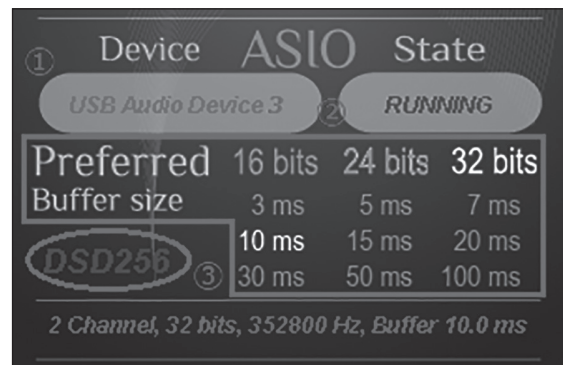 ① Device ASIO State
USB Audio Device 3 ② RUNNING
Preferred 16 bits 24 bits 32 bits
Buffer size 3 ms 5 ms 7 ms
10 ms 15 ms 20 ms
DSD256 ③ 30 ms 50 ms 100 ms
2 Channel, 32 bits, 352800 Hz, Buffer 10.0 ms